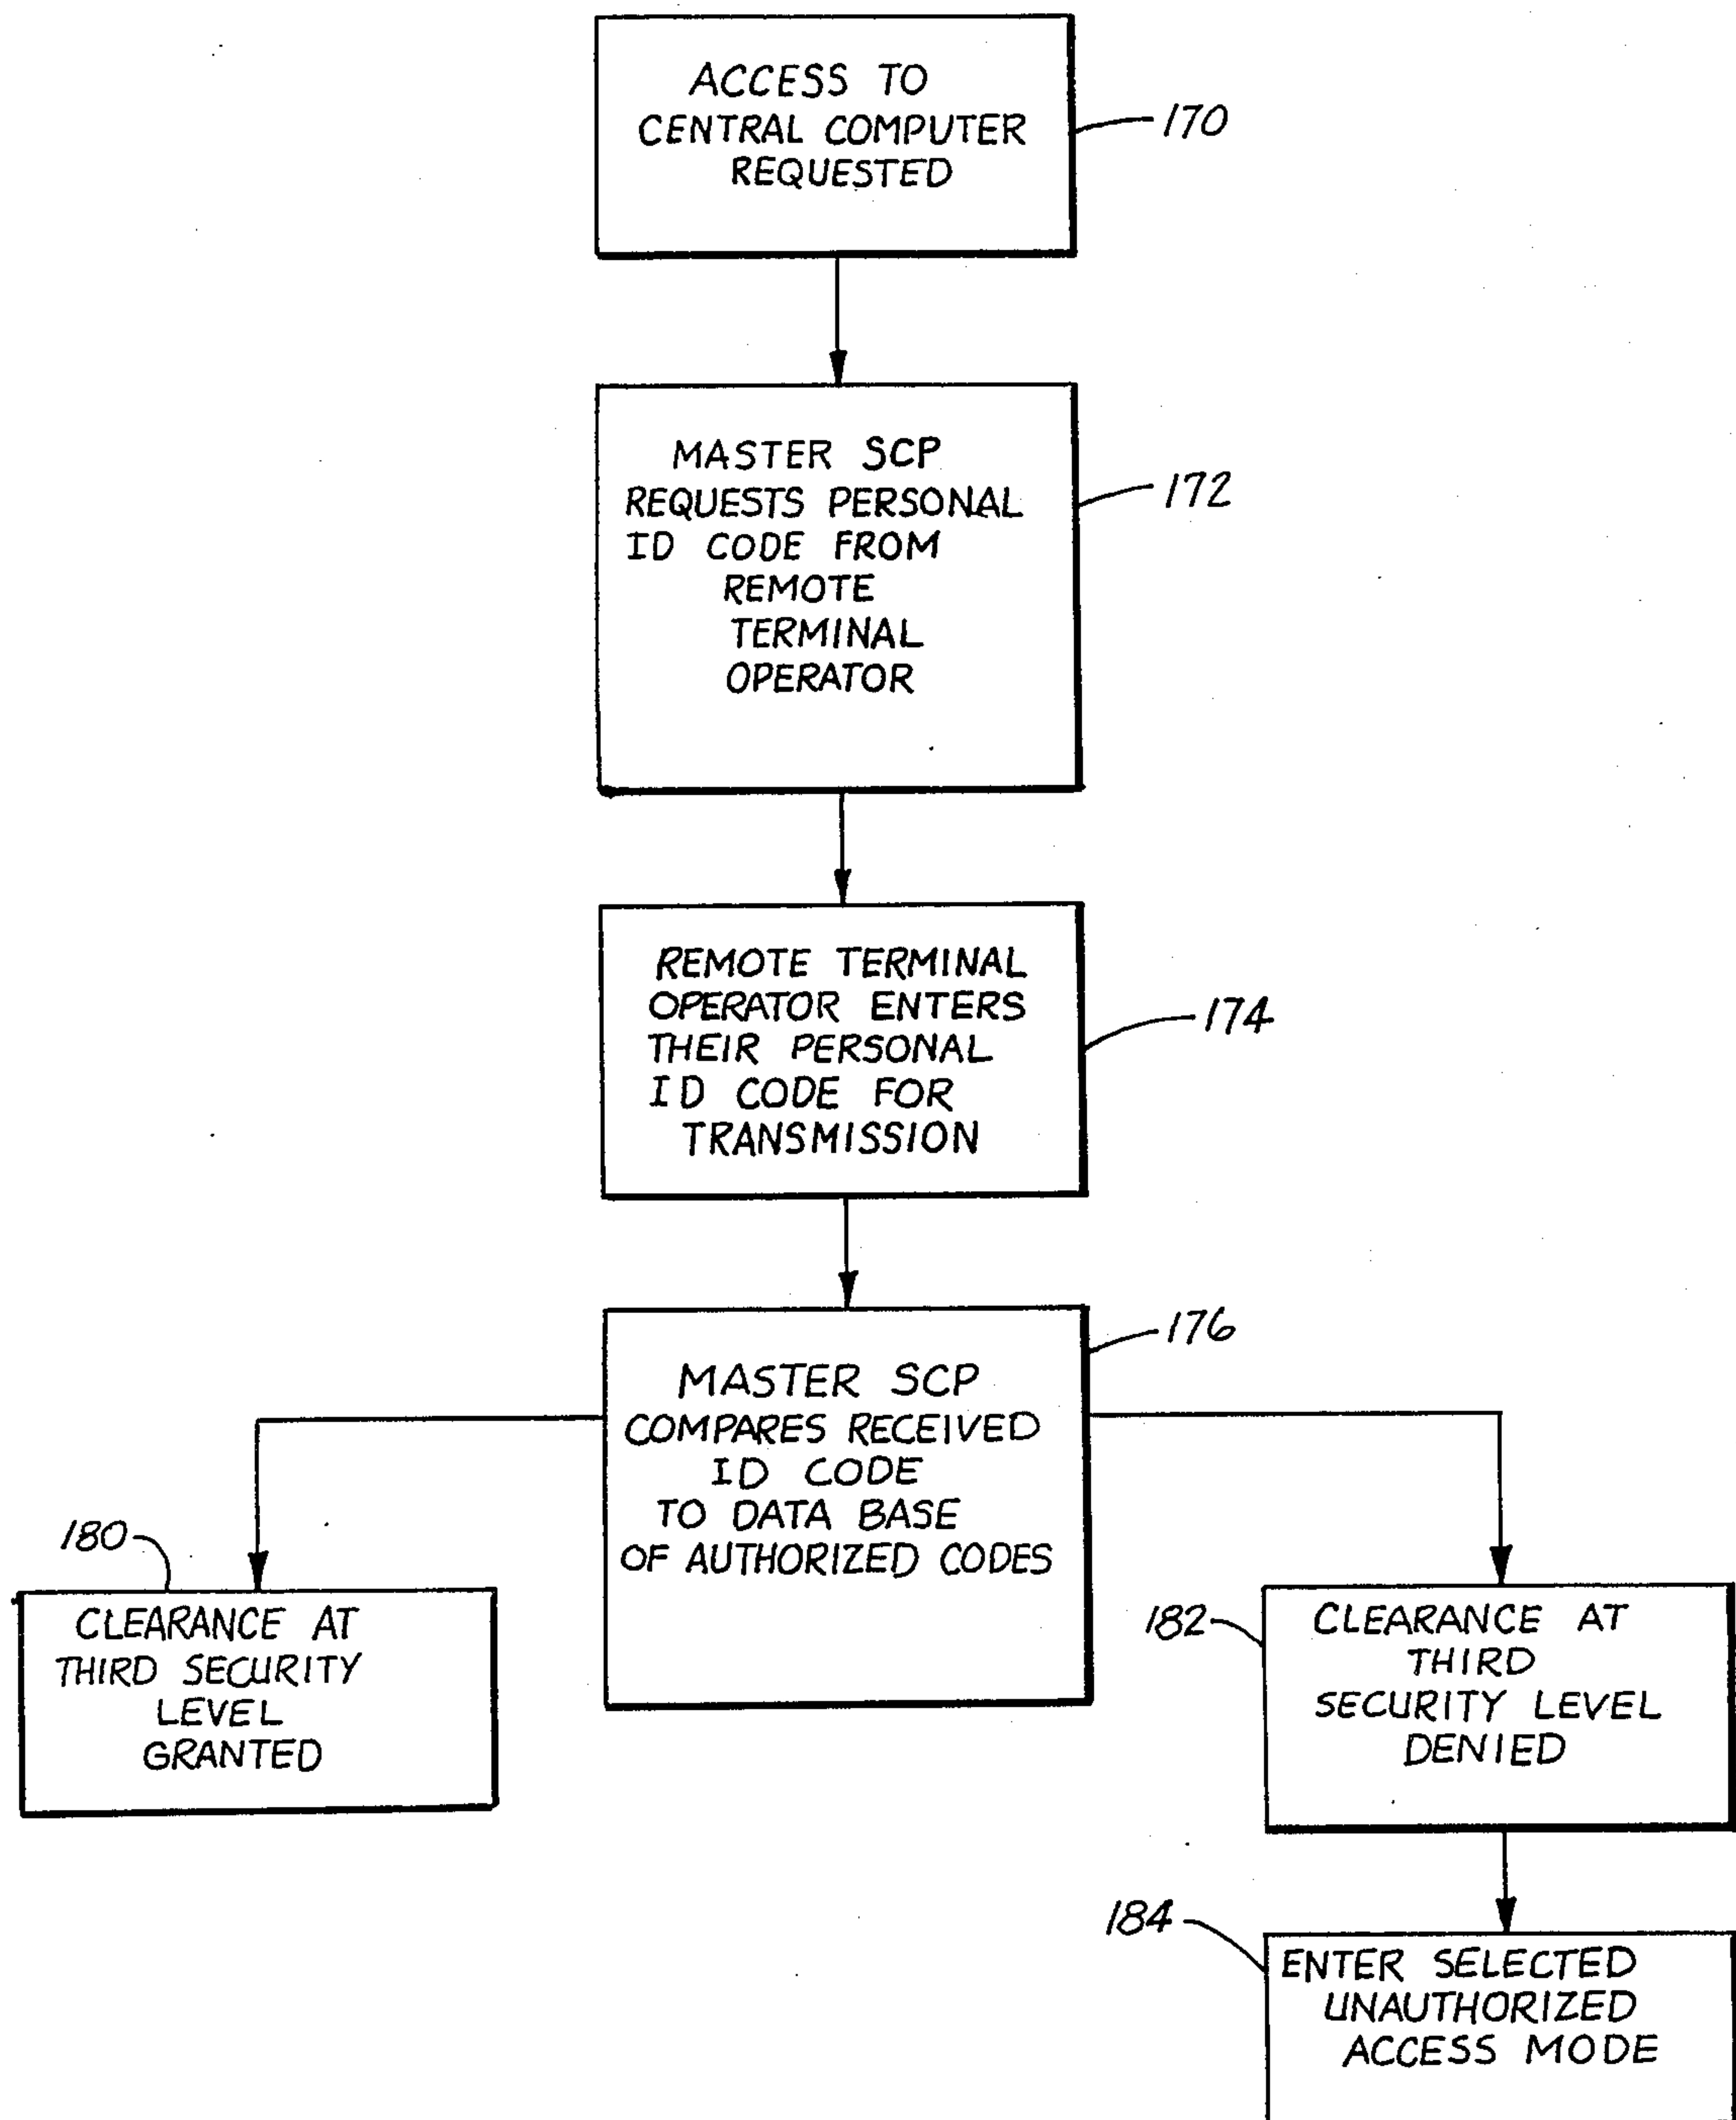 ACCESS TO
CENTRAL COMPUTER
REQUESTED
170
MASTER SCP
REQUESTS PERSONAL
ID CODE FROM
REMOTE
TERMINAL
OPERATOR
172
REMOTE TERMINAL
OPERATOR ENTERS
THEIR PERSONAL
ID CODE FOR
TRANSMISSION
174
MASTER SCP
COMPARES RECEIVED
ID CODE
TO DATA BASE
OF AUTHORIZED CODES
176
180
CLEARANCE AT
THIRD SECURITY
LEVEL
GRANTED
182
CLEARANCE AT
THIRD
SECURITY LEVEL
DENIED
184
ENTER SELECTED
UNAUTHORIZED
ACCESS MODE